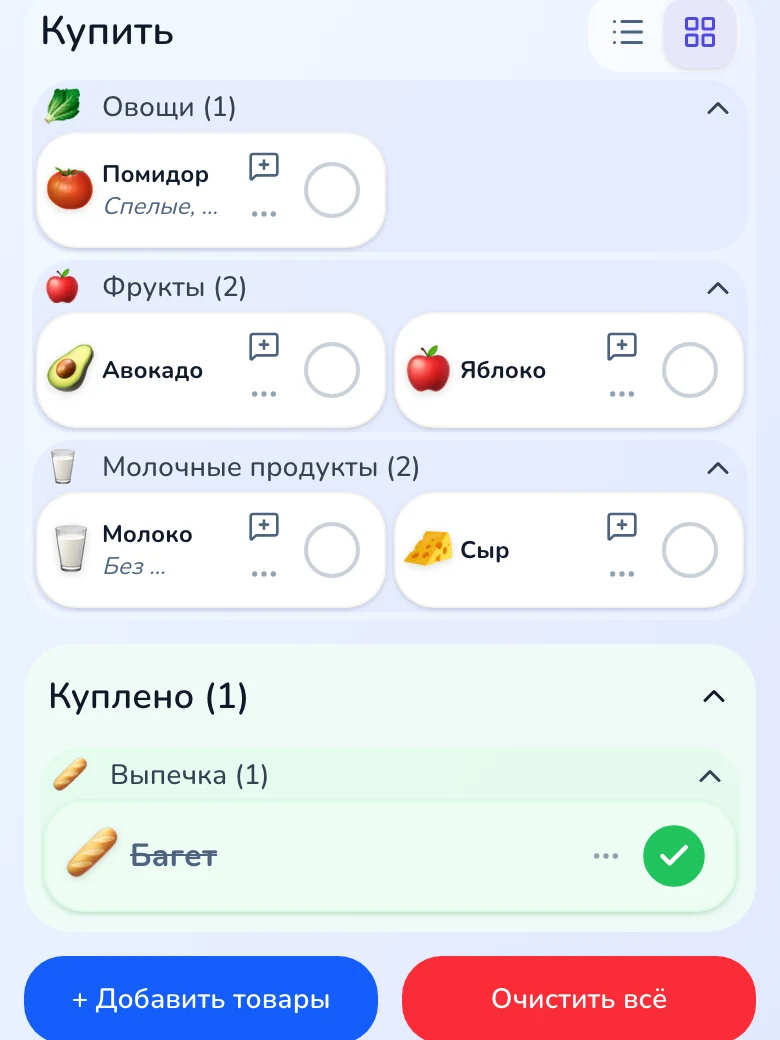 Купить
Овощи (1)
Помидор
Спелые, ...
Фрукты (2)
Авокадо
Яблоко
Молочные продукты (2)
Молоко
Без ...
Сыр
Куплено (1)
Выпечка (1)
Багет
+ Добавить товары
Очистить всё